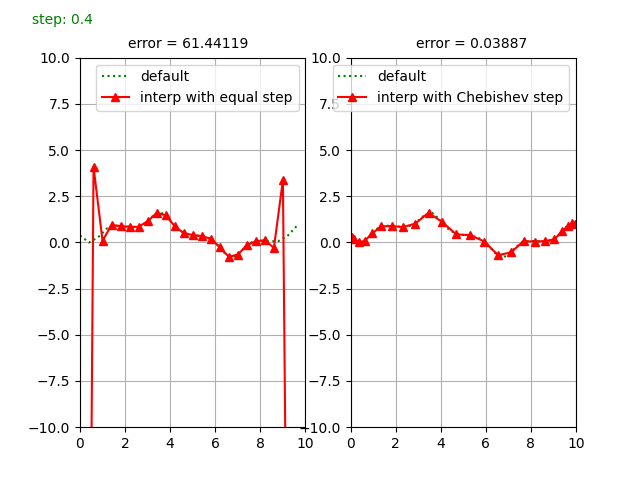 step: 0.4
error = 61.44119
error = 0.03887
10.0
7.5
5.0
2.5
0.0
−2.5
−5.0
−7.5
−10.0
0 2 4 6 8 10
default
interp with equal step
10.0
7.5
5.0
2.5
0.0
−2.5
−5.0
−7.5
−10.0
0 2 4 6 8 10
default
interp with Chebishev step